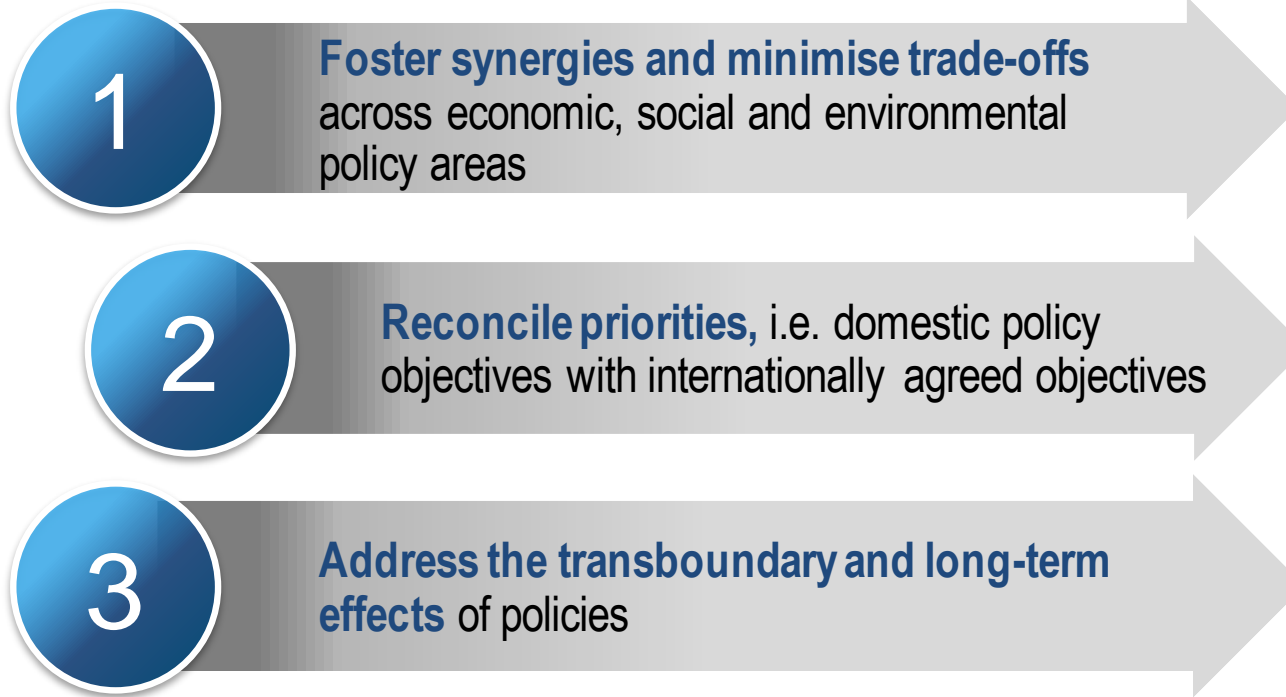 1
Foster synergies and minimise trade-offs
across economic, social and environmental
policy areas
2
Reconcile priorities, i.e. domestic policy
objectives with internationally agreed objectives
3
Address the transboundary and long-term
effects of policies